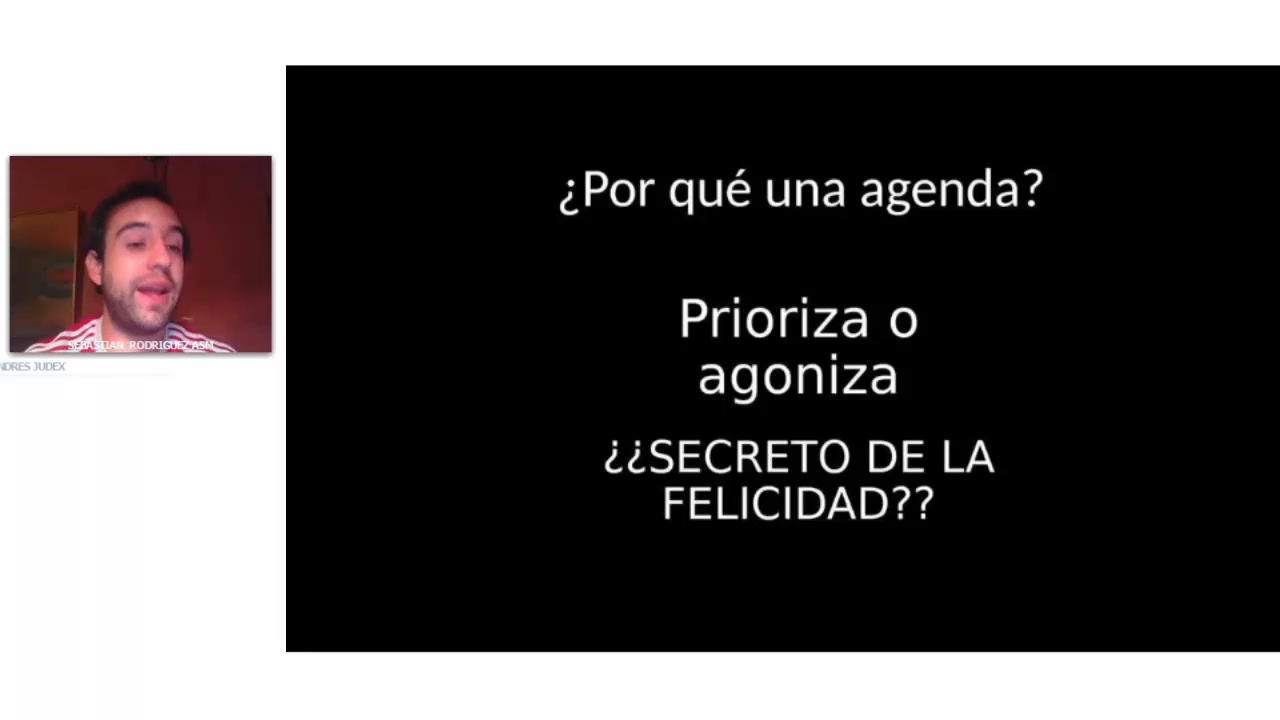 ¿Por qué una agenda?
Prioriza o
agoniza
¿¿SECRETO DE LA
FELICIDAD??
SEBASTIAN RODRIGUEZ ASM
NDRES JUDEX